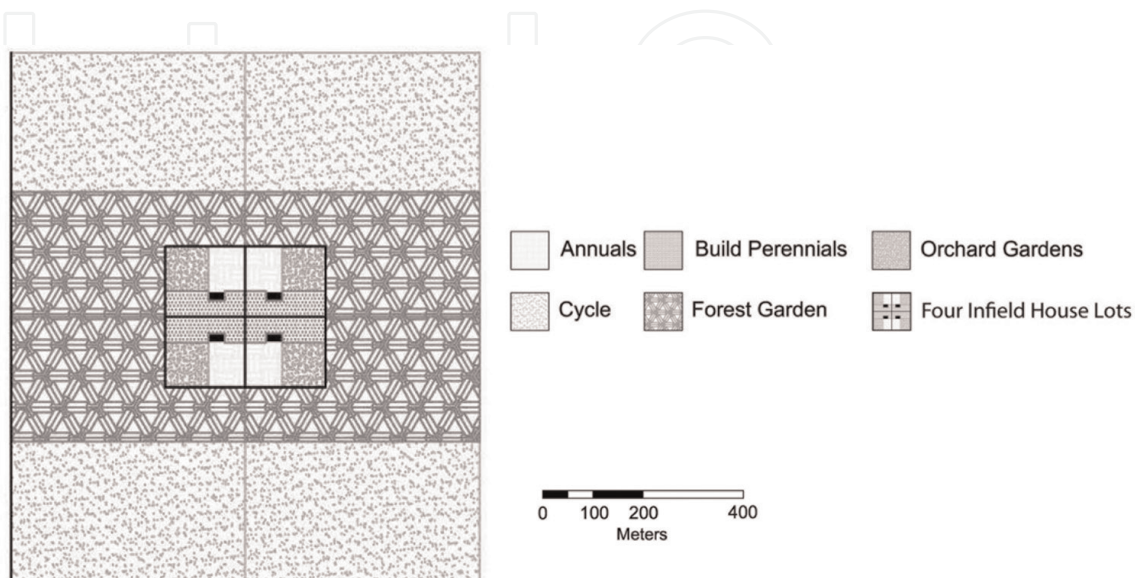 Annuals Build Perennials Orchard Gardens
Cycle Forest Garden Four Infield House Lots
0 100 200 400
Meters